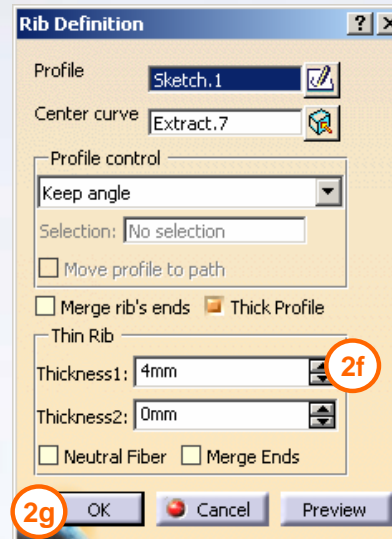 Rib Definition ? X
Profile Sketch.1
Center curve Extract.7
Profile control
Keep angle
Selection: No selection
Move profile to path
Merge rib's ends Thick Profile
Thin Rib
Thickness1: 4mm 2f
Thickness2: 0mm
Neutral Fiber Merge Ends
2g OK Cancel Preview